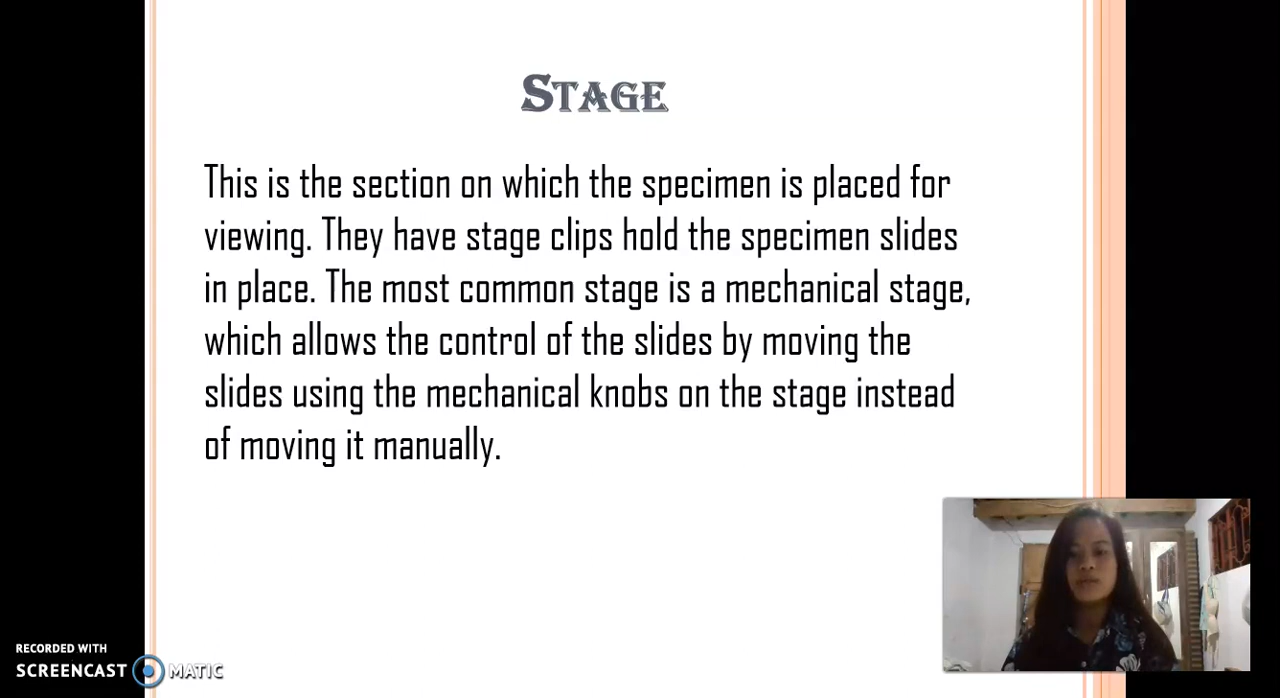 STAGE
This is the section on which the specimen is placed for
viewing. They have stage clips hold the specimen slides
in place. The most common stage is a mechanical stage,
which allows the control of the slides by moving the
slides using the mechanical knobs on the stage instead
of moving it manually.
RECORDED WITH
SCREENCAST MATIC